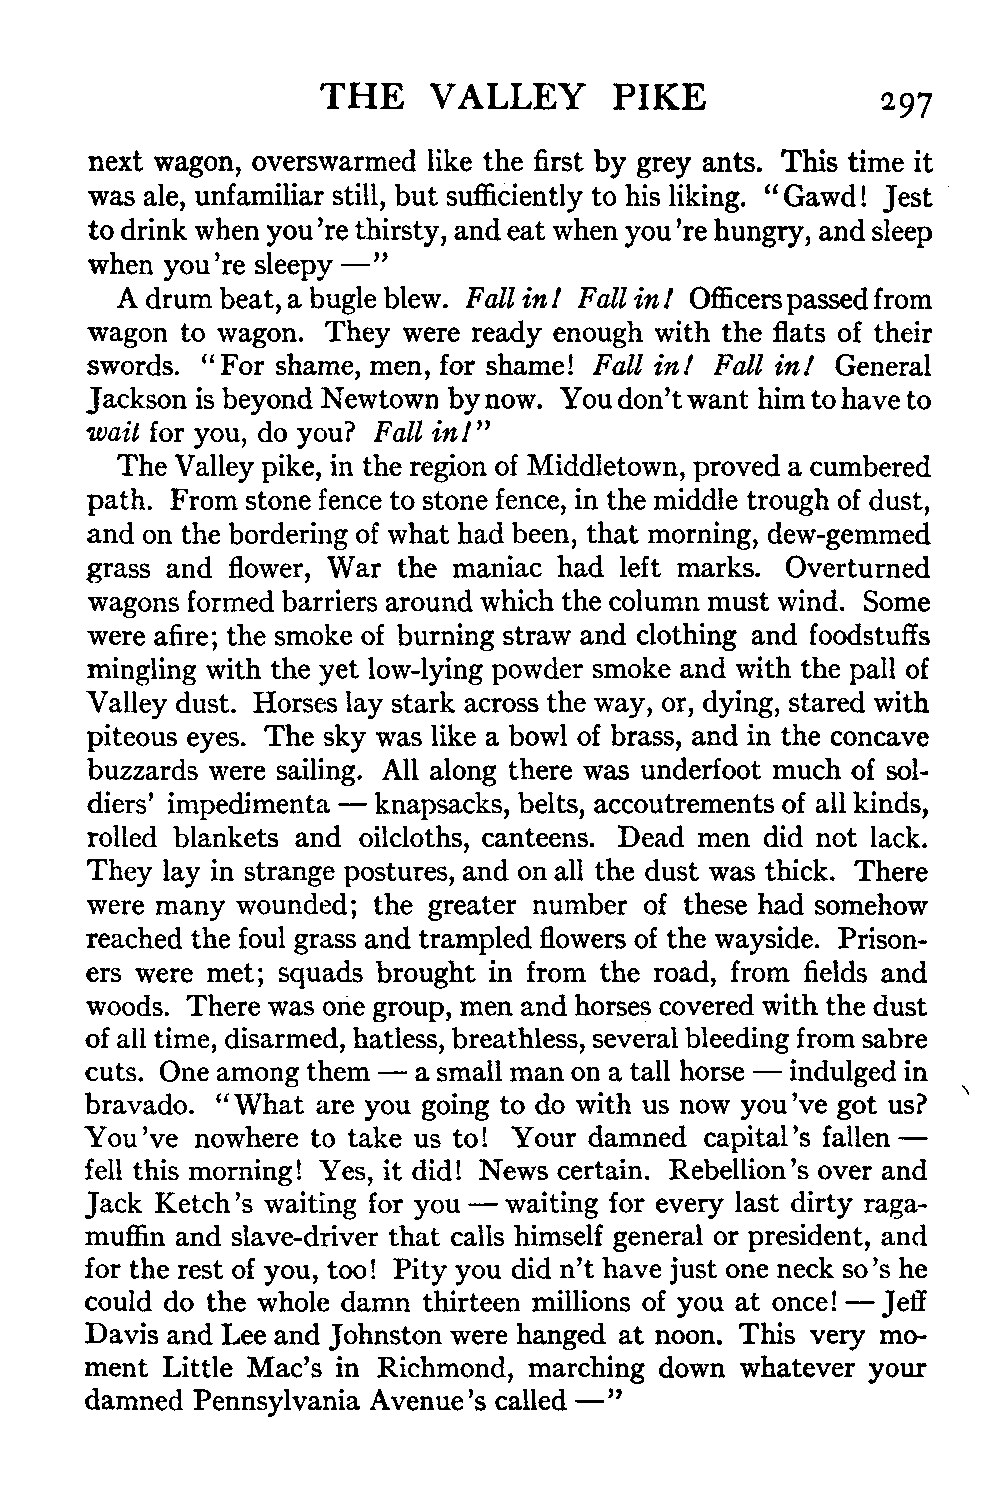 THE VALLEY PIKE 297
next wagon, overswarmed like the first by grey ants. This time it
was ale, unfamiliar still, but sufficiently to his liking. "Gawd! Jest
to drink when you're thirsty, and eat when you're hungry, and sleep
when you're sleepy —"
A drum beat, a bugle blew. Fall in! Fall in! Officers passed from
wagon to wagon. They were ready enough with the flats of their
swords. "For shame, men, for shame! Fall in! Fall in! General
Jackson is beyond Newtown by now. You don't want him to have to
wait for you, do you? Fall in!"
The Valley pike, in the region of Middletown, proved a cumbered
path. From stone fence to stone fence, in the middle trough of dust,
and on the bordering of what had been, that morning, dew-gemmed
grass and flower, War the maniac had left marks. Overturned
wagons formed barriers around which the column must wind. Some
were afire; the smoke of burning straw and clothing and foodstuffs
mingling with the yet low-lying powder smoke and with the pall of
Valley dust. Horses lay stark across the way, or, dying, stared with
piteous eyes. The sky was like a bowl of brass, and in the concave
buzzards were sailing. All along there was underfoot much of sol-
diers' impedimenta — knapsacks, belts, accoutrements of all kinds,
rolled blankets and oilcloths, canteens. Dead men did not lack.
They lay in strange postures, and on all the dust was thick. There
were many wounded; the greater number of these had somehow
reached the foul grass and trampled flowers of the wayside. Prison-
ers were met; squads brought in from the road, from fields and
woods. There was one group, men and horses covered with the dust
of all time, disarmed, hatless, breathless, several bleeding from sabre
cuts. One among them — a small man on a tall horse — indulged in
bravado. "What are you going to do with us now you've got us?
You've nowhere to take us to! Your damned capital's fallen —
fell this morning! Yes, it did! News certain. Rebellion's over and
Jack Ketch's waiting for you — waiting for every last dirty raga-
muffin and slave-driver that calls himself general or president, and
for the rest of you, too! Pity you did n't have just one neck so's he
could do the whole damn thirteen millions of you at once! — Jeff
Davis and Lee and Johnston were hanged at noon. This very mo-
ment Little Mac's in Richmond, marching down whatever your
damned Pennsylvania Avenue's called —"